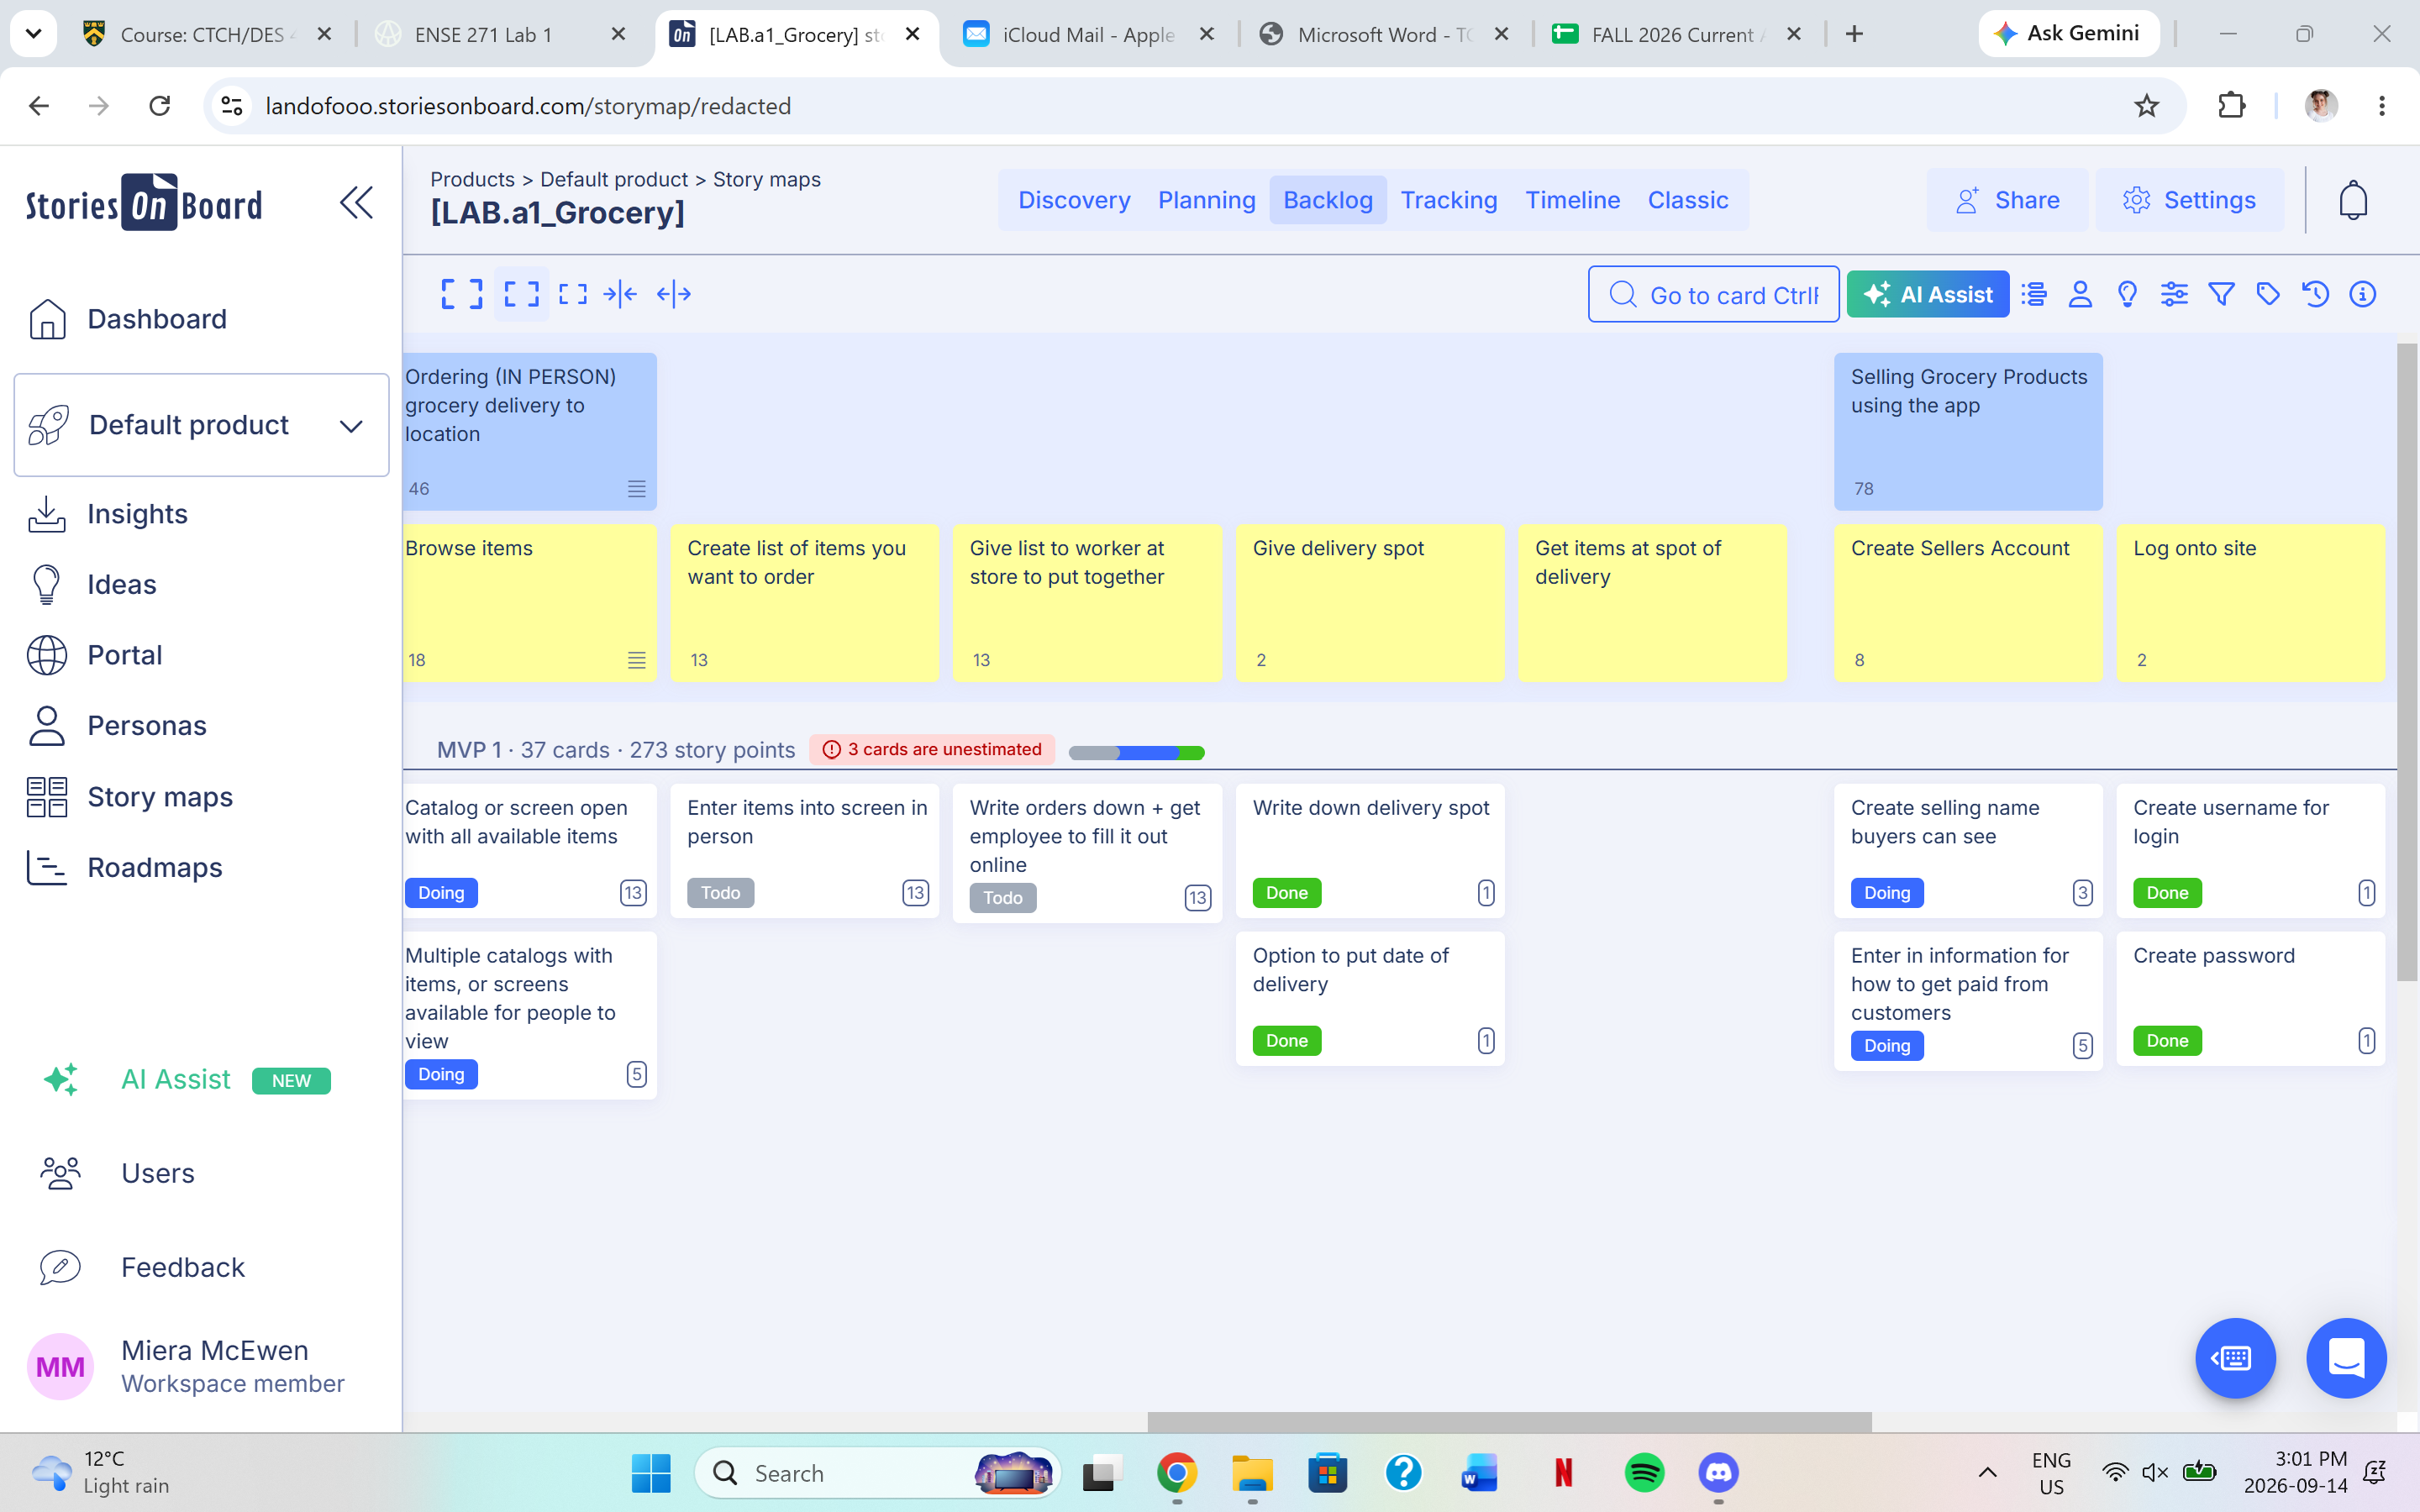 Course: CTCH/DES 4
ENSE 271 Lab 1
[LAB.a1_Grocery] sto
iCloud Mail - Apple
Microsoft Word - TC
FALL 2026 Current A
Ask Gemini
landofooo.storiesonboard.com/storymap/redacted
Stories On Board
Products > Default product > Story maps
[LAB.a1_Grocery]
Discovery
Planning
Backlog
Tracking
Timeline
Classic
Share
Settings
Go to card Ctrl
AI Assist
Dashboard
Default product
Insights
Ideas
Portal
Personas
Story maps
Roadmaps
AI Assist NEW
Users
Feedback
MM
Miera McEwen
Workspace member
Ordering (IN PERSON)
grocery delivery to
location
46
Selling Grocery Products
using the app
78
Browse items
18
Create list of items you
want to order
13
Give list to worker at
store to put together
13
Give delivery spot
2
Get items at spot of
delivery
Create Sellers Account
8
Log onto site
2
MVP 1 · 37 cards · 273 story points
3 cards are unestimated
Catalog or screen open
with all available items
Doing 13
Enter items into screen in
person
Todo 13
Write orders down + get
employee to fill it out
online
Todo 13
Write down delivery spot
Done 1
Create selling name
buyers can see
Doing 3
Create username for
login
Done 1
Multiple catalogs with
items, or screens
available for people to
view
Doing 5
Option to put date of
delivery
Done 1
Enter in information for
how to get paid from
customers
Doing 5
Create password
Done 1
12°C
Light rain
Search
ENG
US
3:01 PM
2026-09-14